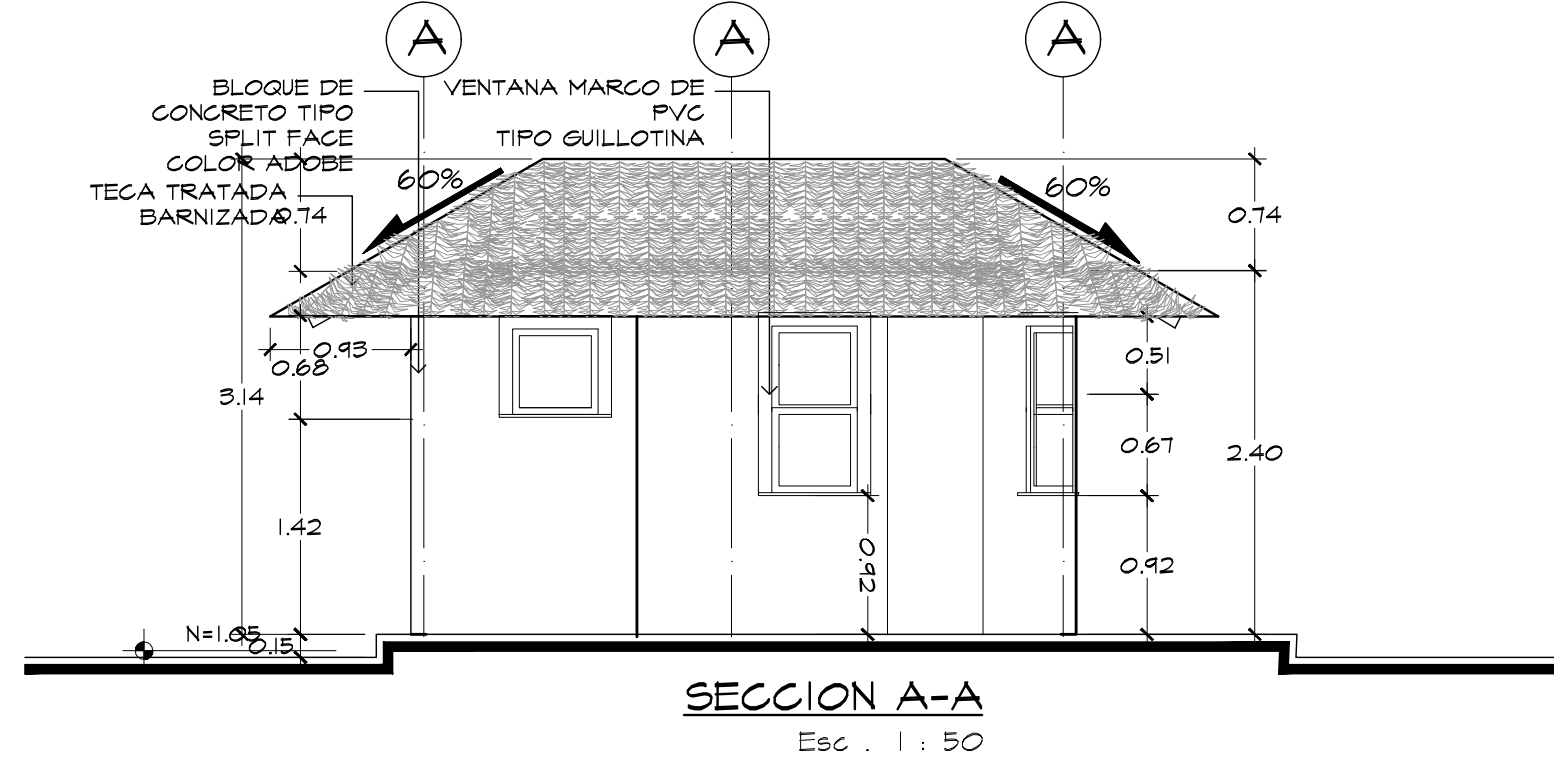 A A A
BLOQUE DE
CONCRETO TIPO
SPLIT FACE
COLOR ADOBE
VENTANA MARCO DE
PVC
TIPO GUILLOTINA
TECA TRATADA
BARNIZADA
0.74
60%
60%
0.74
0.93
0.68
3.14
0.51
0.67
2.40
1.42
0.92
0.92
N=1.05
0.15
SECCION A-A
Esc . 1 : 50